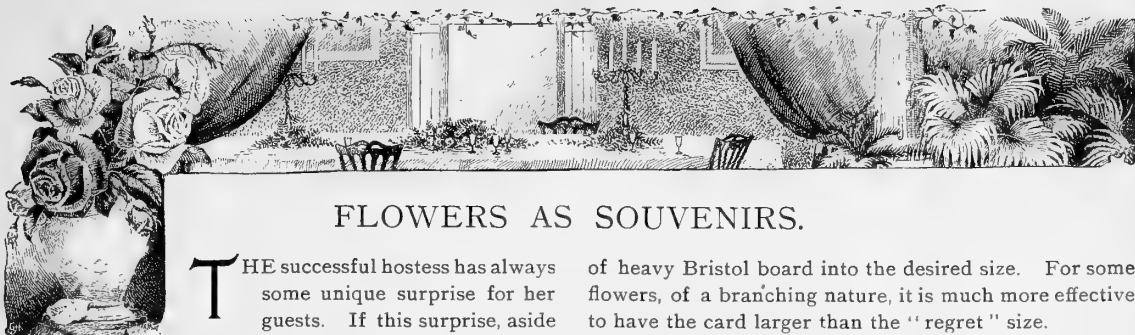 FLOWERS AS SOUVENIRS.
THE successful hostess has always
some unique surprise for her
guests. If this surprise, aside
of heavy Bristol board into the desired size. For some
flowers, of a branching nature, it is much more effective
to have the card larger than the "regret" size.